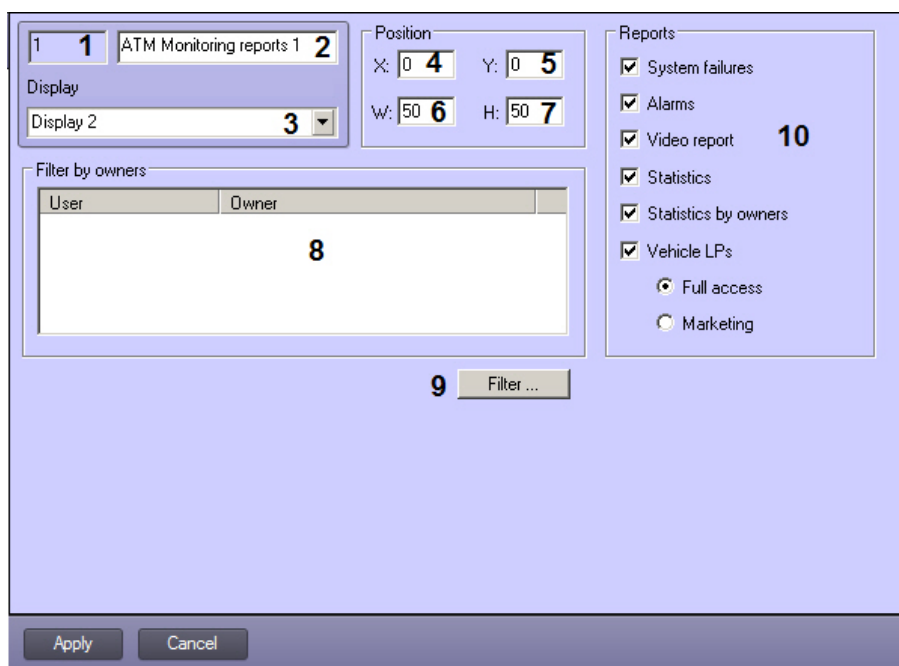 1 1 ATM Monitoring reports 1 2
Display
Display 2 3
Position
X: 0 4 Y: 0 5
W: 50 6 H: 50 7
Filter by owners
User Owner
8
9 Filter ...
Reports
System failures
Alarms
Video report 10
Statistics
Statistics by owners
Vehicle LPs
Full access
Marketing
Apply Cancel